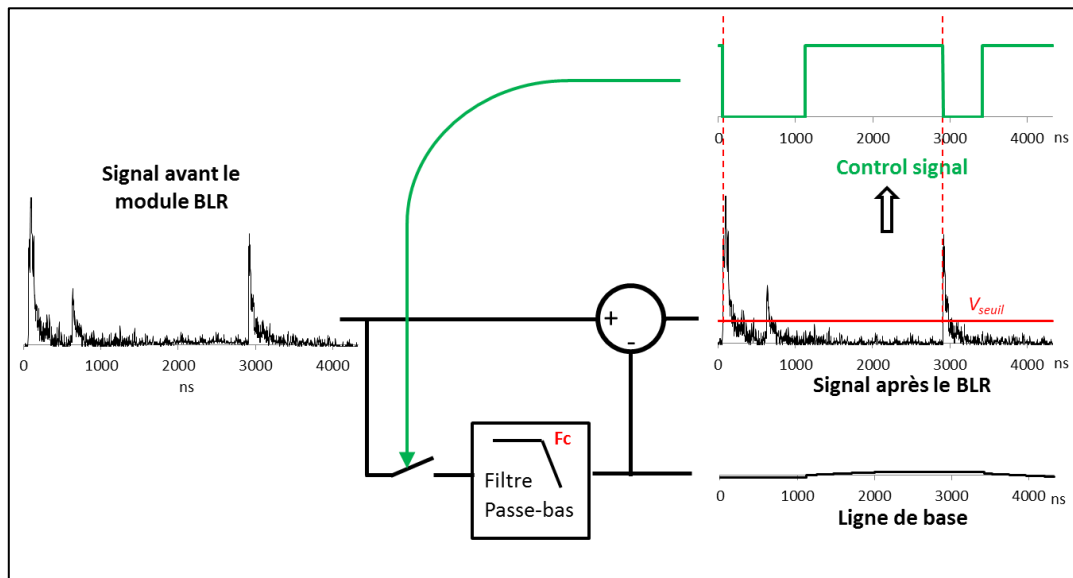 0 1000 2000 3000 4000 ns
Control signal
Signal avant le
module BLR
0 1000 2000 3000 4000
ns
+
-
V_seuil
0 1000 2000 3000 4000 ns
Signal après le BLR
Fc
Filtre
Passe-bas
0 1000 2000 3000 4000 ns
Ligne de base